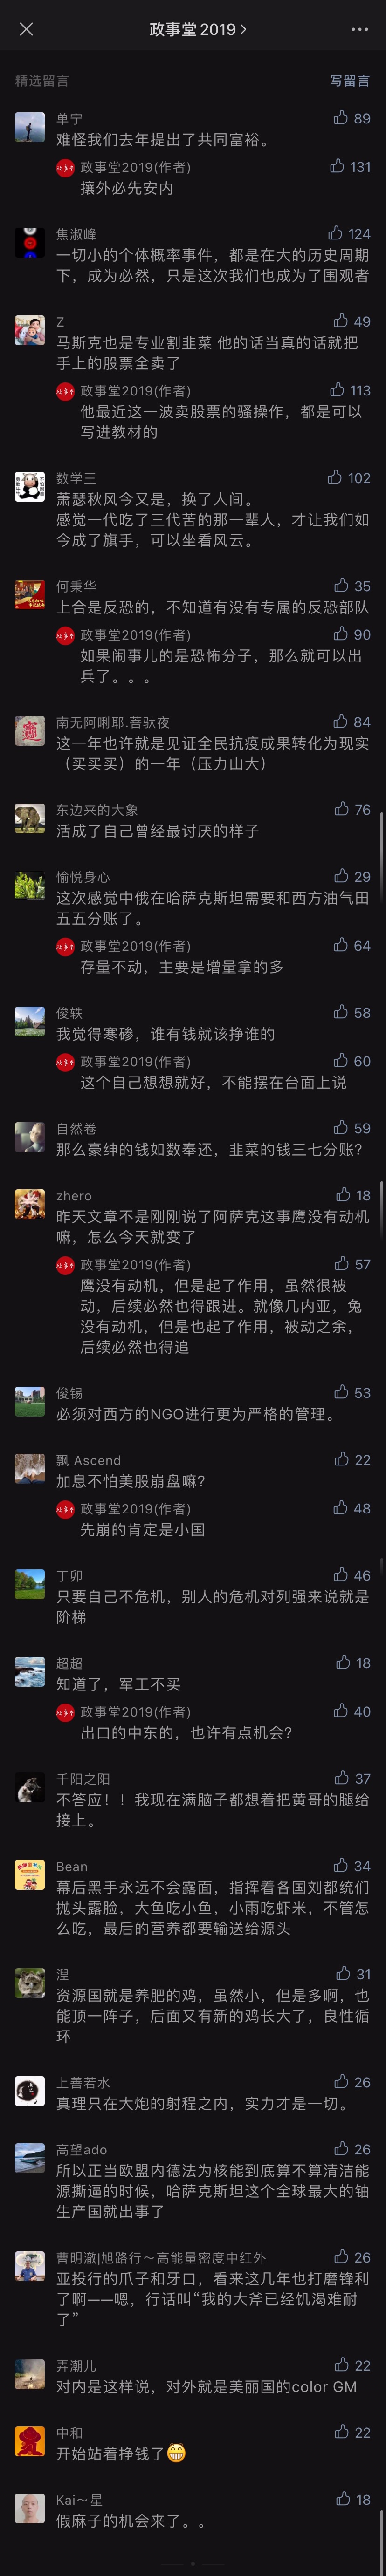 政事堂2019
精选留言
写留言
单宁
89
难怪我们去年提出了共同富裕。
政事堂2019(作者)
131
攘外必先安内
焦淑峰
124
一切小的个体概率事件，都是在大的历史周期
下，成为必然，只是这次我们也成为了围观者
Z
49
马斯克也是专业割韭菜 他的话当真的话就把
手上的股票全卖了
政事堂2019(作者)
113
他最近这一波卖股票的骚操作，都是可以
写进教材的
数学王
102
萧瑟秋风今又是，换了人间。
感觉一代吃了三代苦的那一辈人，才让我们如
今成了旗手，可以坐看风云。
何秉华
35
上合是反恐的，不知道有没有专属的反恐部队
政事堂2019(作者)
90
如果闹事儿的是恐怖分子，那么就可以出
兵了。。。
南无阿唎耶.菩驮夜
84
这一年也许就是见证全民抗疫成果转化为现实
（买买买）的一年（压力山大）
东边来的大象
76
活成了自己曾经最讨厌的样子
愉悦身心
29
这次感觉中俄在哈萨克斯坦需要和西方油气田
五五分账了。
政事堂2019(作者)
64
存量不动，主要是增量拿的多
俊轶
58
我觉得寒碜，谁有钱就该挣谁的
政事堂2019(作者)
60
这个自己想想就好，不能摆在台面上说
自然卷
59
那么豪绅的钱如数奉还，韭菜的钱三七分账?
zhero
18
昨天文章不是刚刚说了阿萨克这事鹰没有动机
嘛，怎么今天就变了
政事堂2019(作者)
57
鹰没有动机，但是起了作用，虽然很被
动，后续必然也得跟进。就像几内亚，兔
没有动机，但是也起了作用，被动之余，
后续必然也得追
俊锡
53
必须对西方的NGO进行更为严格的管理。
飘 Ascend
22
加息不怕美股崩盘嘛?
政事堂2019(作者)
48
先崩的肯定是小国
丁卯
46
只要自己不危机，别人的危机对列强来说就是
阶梯
超超
18
知道了，军工不买
政事堂2019(作者)
40
出口的中东的，也许有点机会?
千阳之阳
37
不答应！！我现在满脑子都想着把黄哥的腿给
接上。
Bean
34
幕后黑手永远不会露面，指挥着各国刘都统们
抛头露脸，大鱼吃小鱼，小雨吃虾米，不管怎
么吃，最后的营养都要输送给源头
涅
31
资源国就是养肥的鸡，虽然小，但是多啊，也
能顶一阵子，后面又有新的鸡长大了，良性循
环
上善若水
26
真理只在大炮的射程之内，实力才是一切。
高望ado
26
所以正当欧盟内德法为核能到底算不算清洁能
源撕逼的时候，哈萨克斯坦这个全球最大的铀
生产国就出事了
曹明澈|旭路行～高能量密度中红外
26
亚投行的爪子和牙口，看来这几年也打磨锋利
了啊——嗯，行话叫“我的大斧已经饥渴难耐
了”
弄潮儿
22
对内是这样说，对外就是美丽国的color GM
中和
22
开始站着挣钱了😁
Kai～星
18
假麻子的机会来了。。